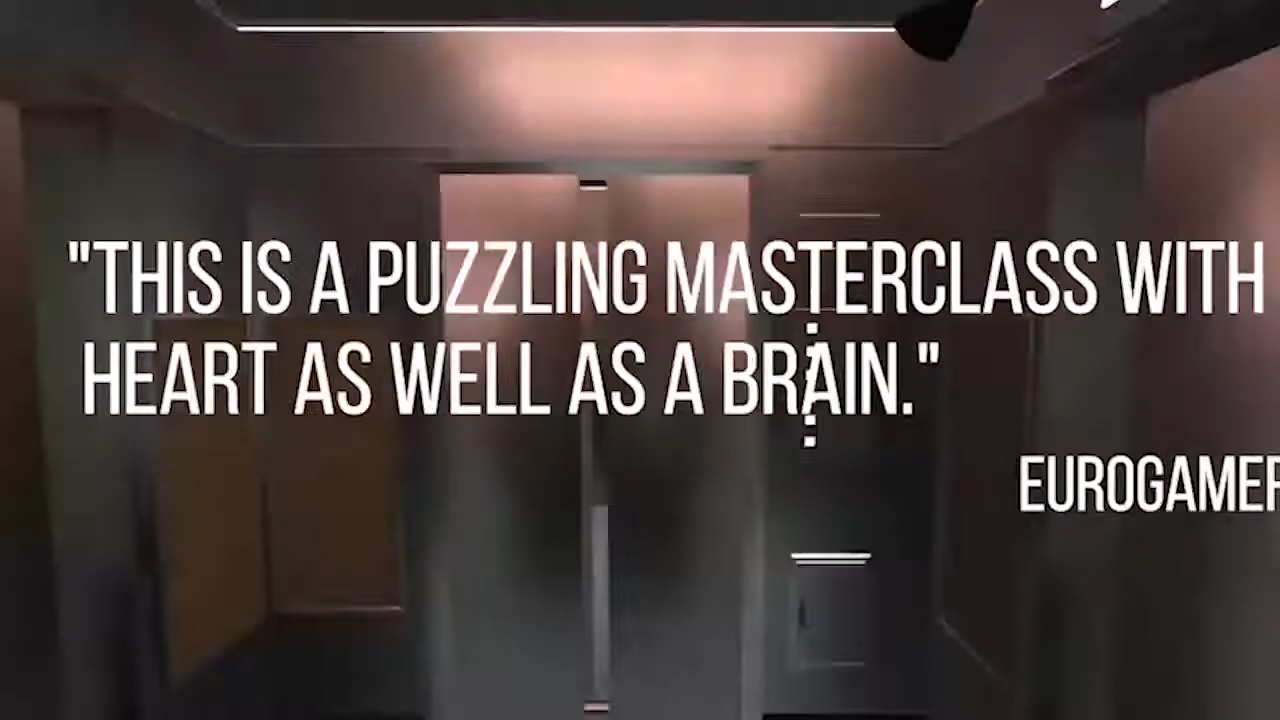 "THIS IS A PUZZLING MASTERCLASS WITH
HEART AS WELL AS A BRAIN."
EUROGAMER